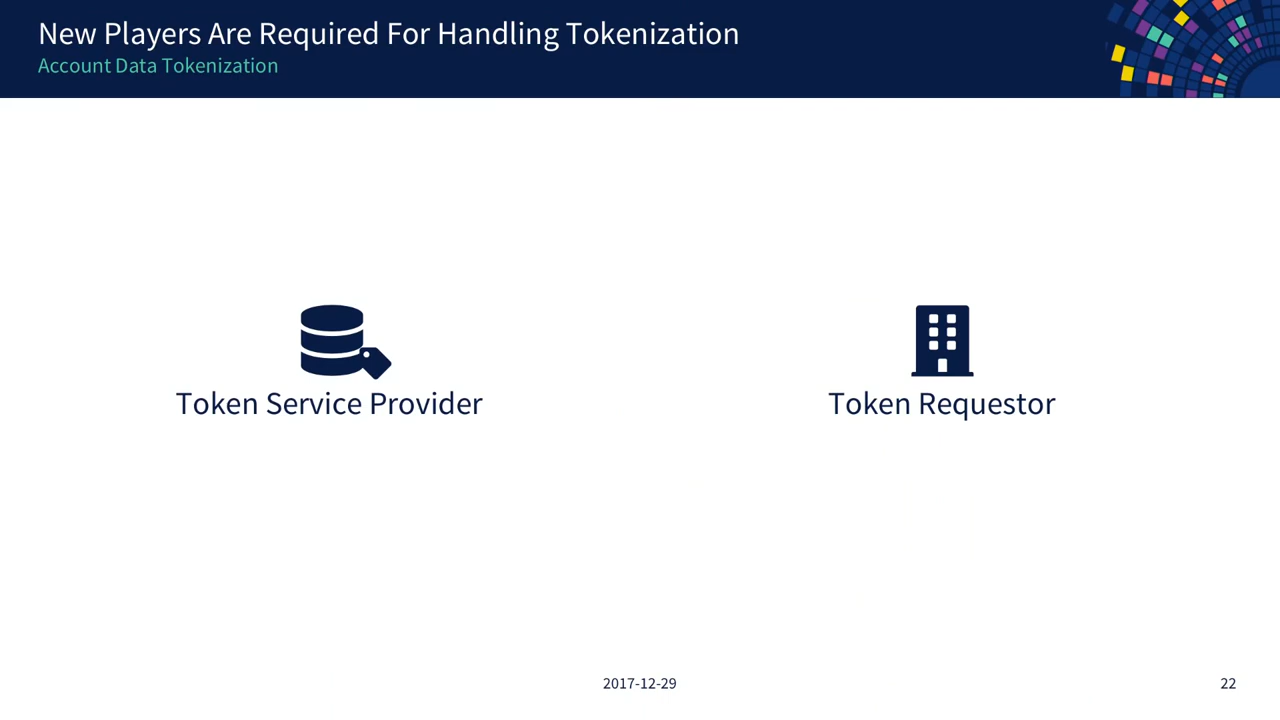 New Players Are Required For Handling Tokenization
Account Data Tokenization
Token Service Provider
Token Requestor
2017-12-29
22